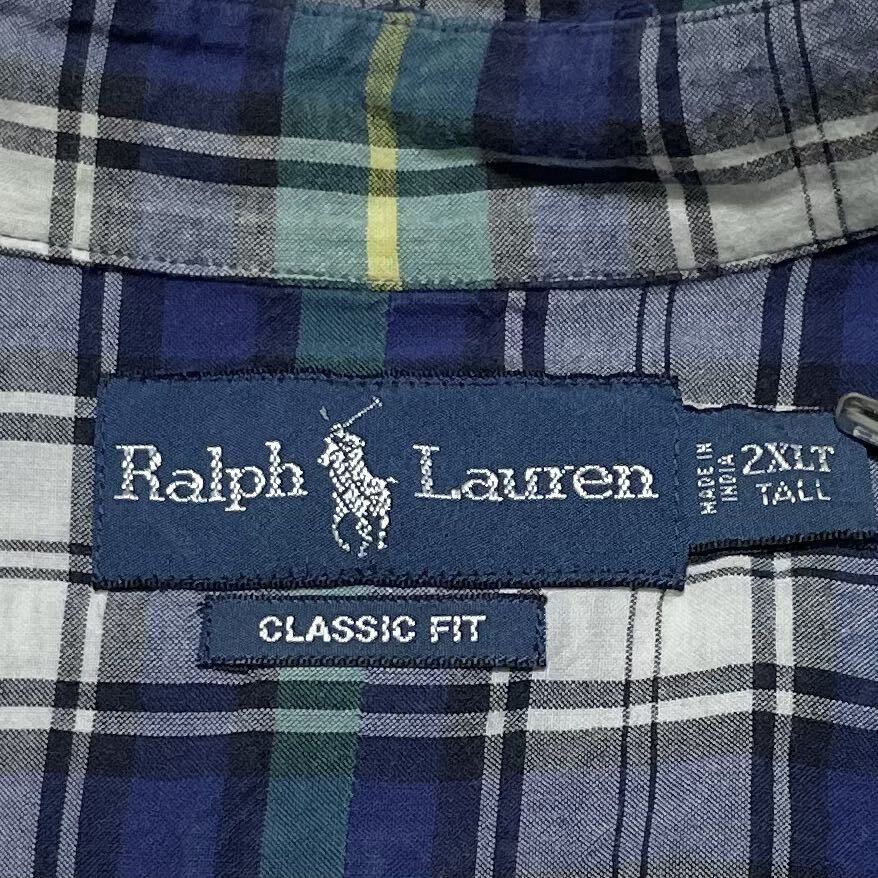 Ralph Lauren
MADE IN
INDIA
2XLT
TALL
CLASSIC FIT